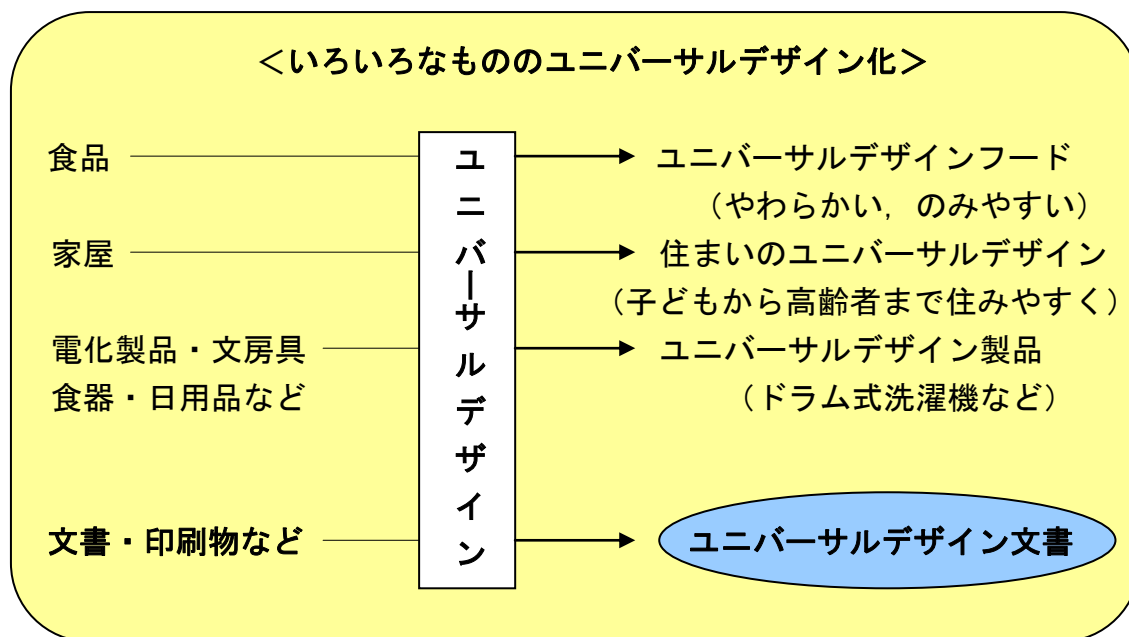 ＜いろいろなもののユニバーサルデザイン化＞
食品
ユニバーサルデザイン
ユニバーサルデザインフード
（やわらかい，のみやすい）
家屋
住まいのユニバーサルデザイン
（子どもから高齢者まで住みやすく）
電化製品・文房具
食器・日用品など
ユニバーサルデザイン製品
（ドラム式洗濯機など）
文書・印刷物など
ユニバーサルデザイン文書